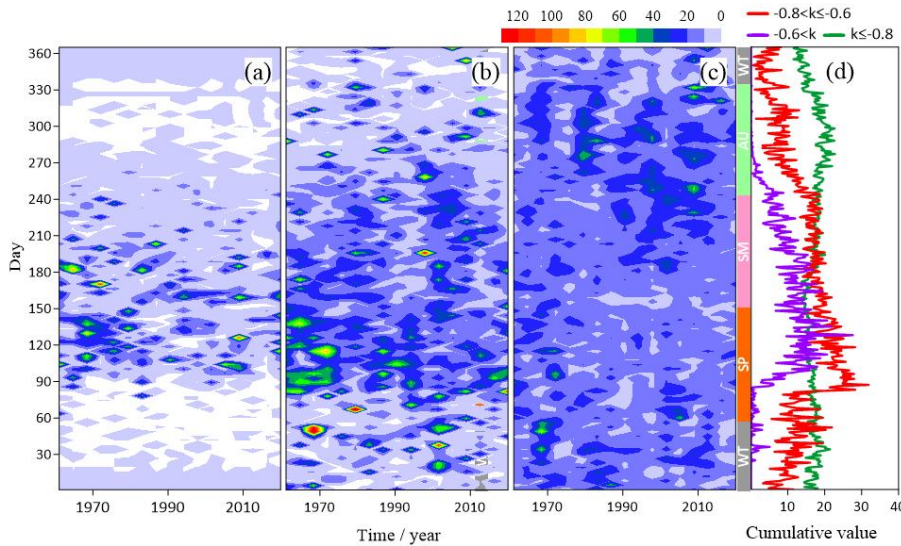 120 100 80 60 40 20 0
-0.8<k≤-0.6
-0.6<k k≤-0.8
(a) (b) (c) (d)
365
330
300
270
240
210
180
150
120
90
60
30
Day
WT
AU
SM
SP
WT
1970 1990 2010 1970 1990 2010 1970 1990 2010 0 10 20 30 40
Time / year
Cumulative value